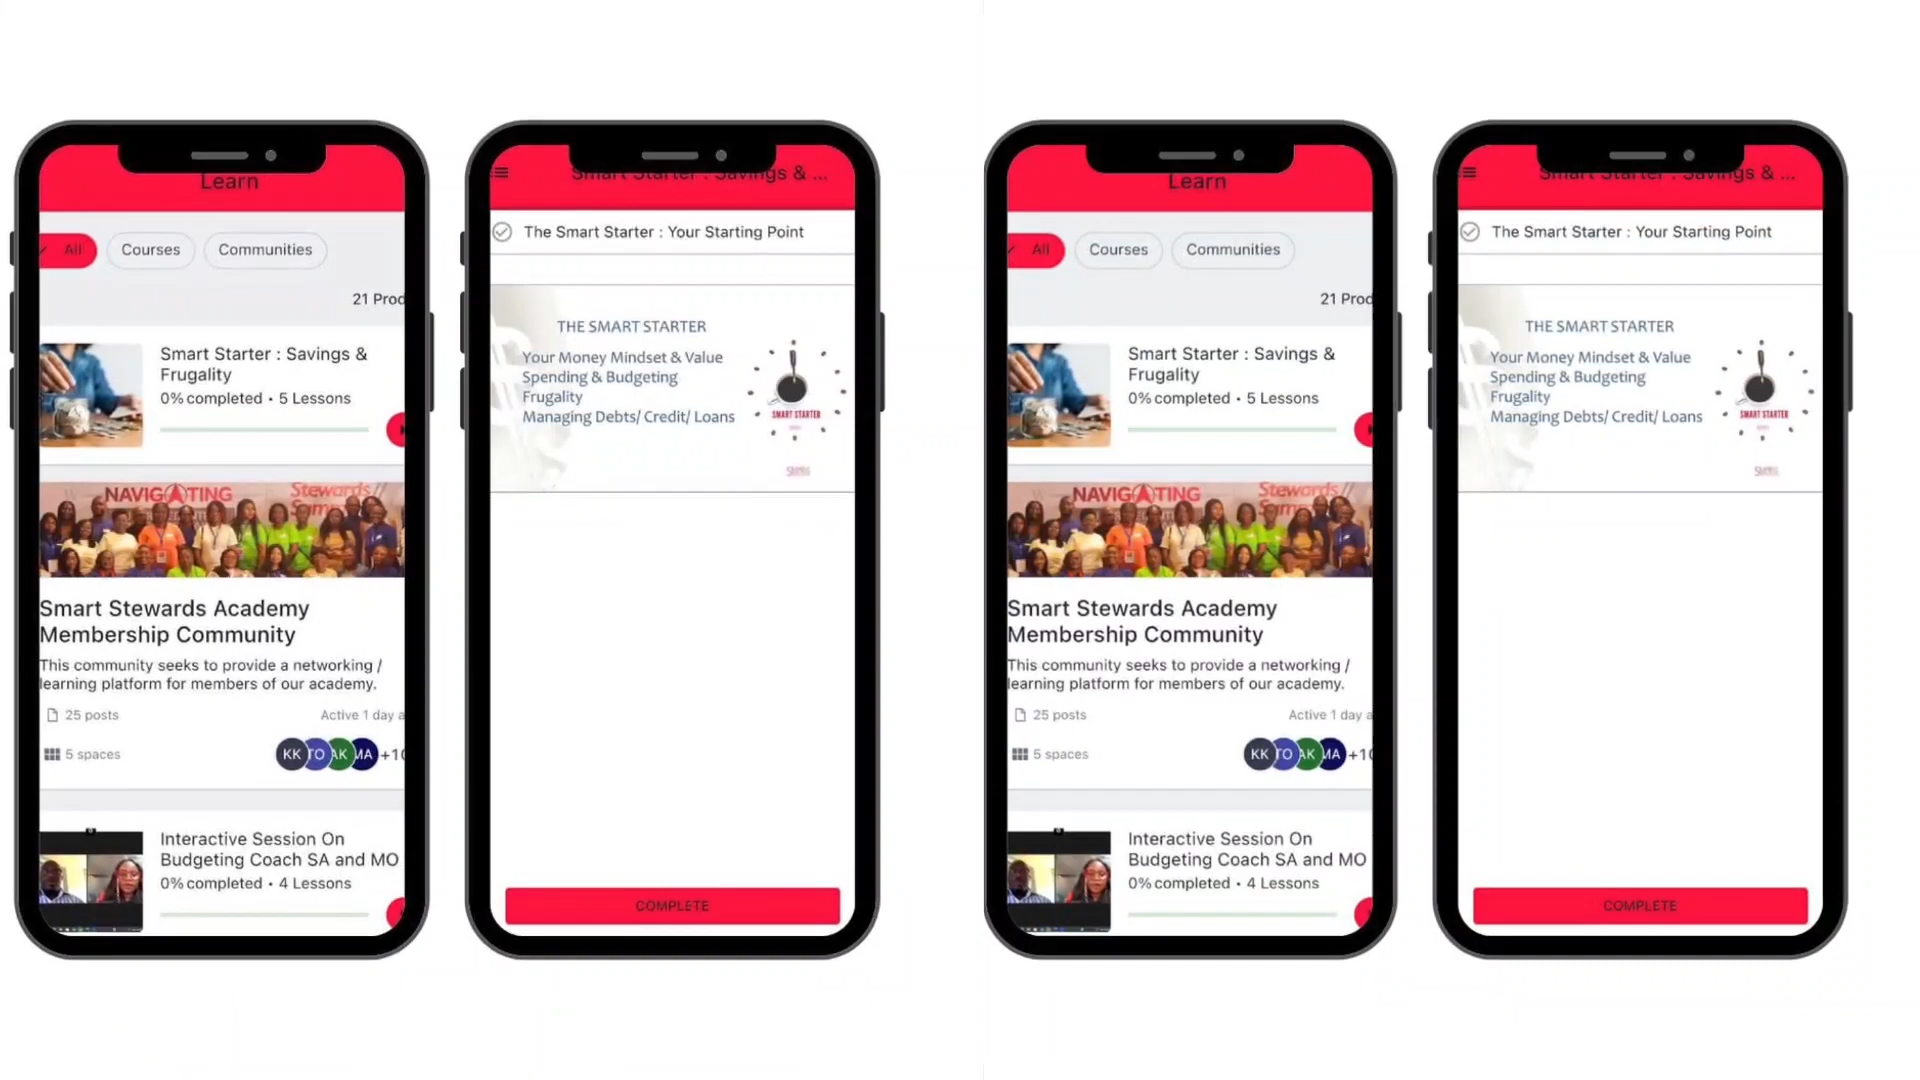 Learn
All
Courses
Communities
21 Prod
Smart Starter : Savings &
Frugality
0% completed • 5 Lessons
NAVIGATING
Stewards
Smart Stewards Academy
Membership Community
This community seeks to provide a networking /
learning platform for members of our academy.
25 posts
Active 1 day a
5 spaces
KK TO AK MA +10
Interactive Session On
Budgeting Coach SA and MO
0% completed • 4 Lessons
Smart Starter : Savings & ...
The Smart Starter : Your Starting Point
THE SMART STARTER
Your Money Mindset & Value
Spending & Budgeting
Frugality
Managing Debts/ Credit/ Loans
SMART STARTER
COMPLETE
Learn
All
Courses
Communities
21 Prod
Smart Starter : Savings &
Frugality
0% completed • 5 Lessons
NAVIGATING
Stewards
Smart Stewards Academy
Membership Community
This community seeks to provide a networking /
learning platform for members of our academy.
25 posts
Active 1 day a
5 spaces
KK TO AK MA +10
Interactive Session On
Budgeting Coach SA and MO
0% completed • 4 Lessons
Smart Starter : Savings & ...
The Smart Starter : Your Starting Point
THE SMART STARTER
Your Money Mindset & Value
Spending & Budgeting
Frugality
Managing Debts/ Credit/ Loans
SMART STARTER
COMPLETE